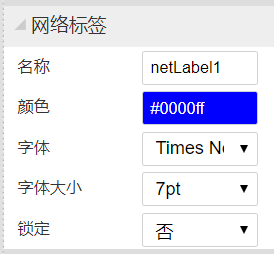 网络标签
名称 netLabel1
颜色 #0000ff
字体 Times Ne
字体大小 7pt
锁定 否